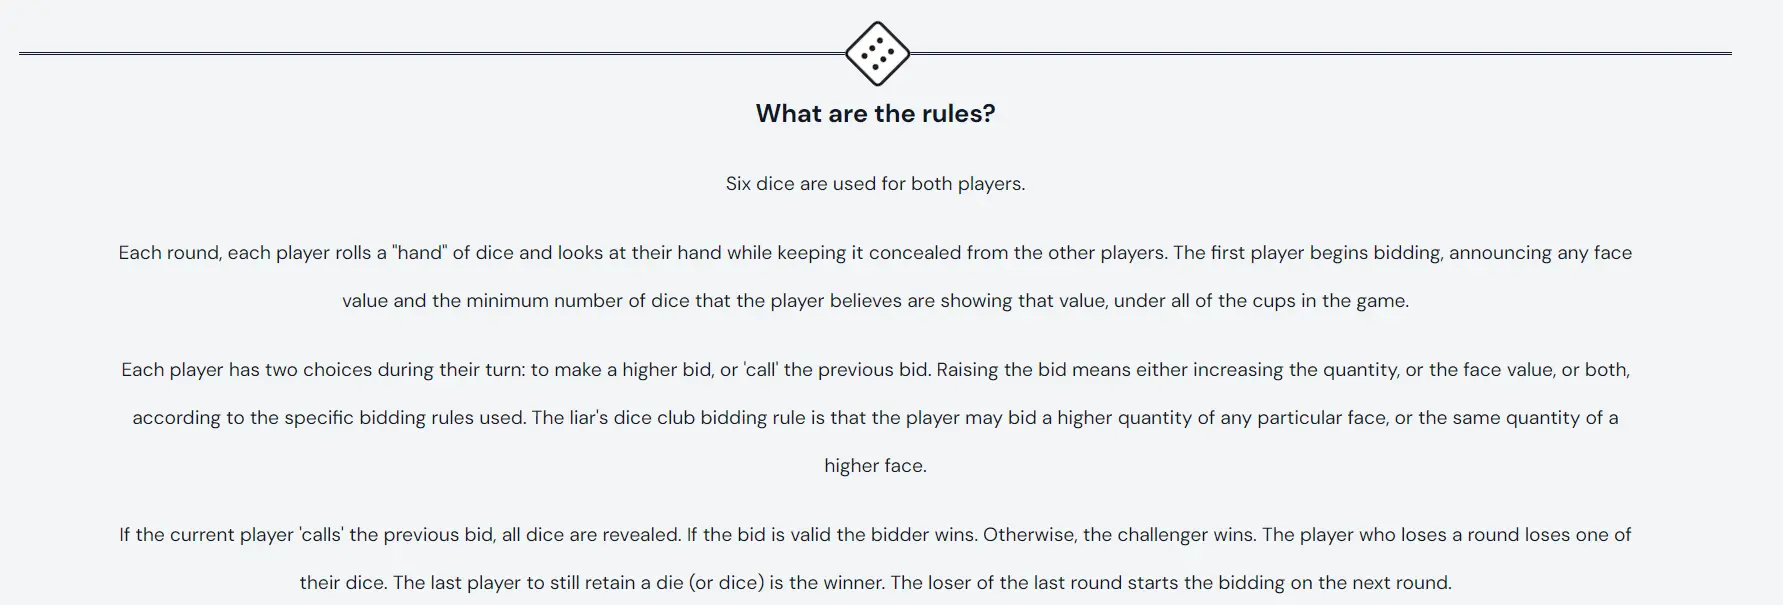 What are the rules?
Six dice are used for both players.
Each round, each player rolls a "hand" of dice and looks at their hand while keeping it concealed from the other players. The first player begins bidding, announcing any face
value and the minimum number of dice that the player believes are showing that value, under all of the cups in the game.
Each player has two choices during their turn: to make a higher bid, or 'call' the previous bid. Raising the bid means either increasing the quantity, or the face value, or both,
according to the specific bidding rules used. The liar's dice club bidding rule is that the player may bid a higher quantity of any particular face, or the same quantity of a
higher face.
If the current player 'calls' the previous bid, all dice are revealed. If the bid is valid the bidder wins. Otherwise, the challenger wins. The player who loses a round loses one of
their dice. The last player to still retain a die (or dice) is the winner. The loser of the last round starts the bidding on the next round.